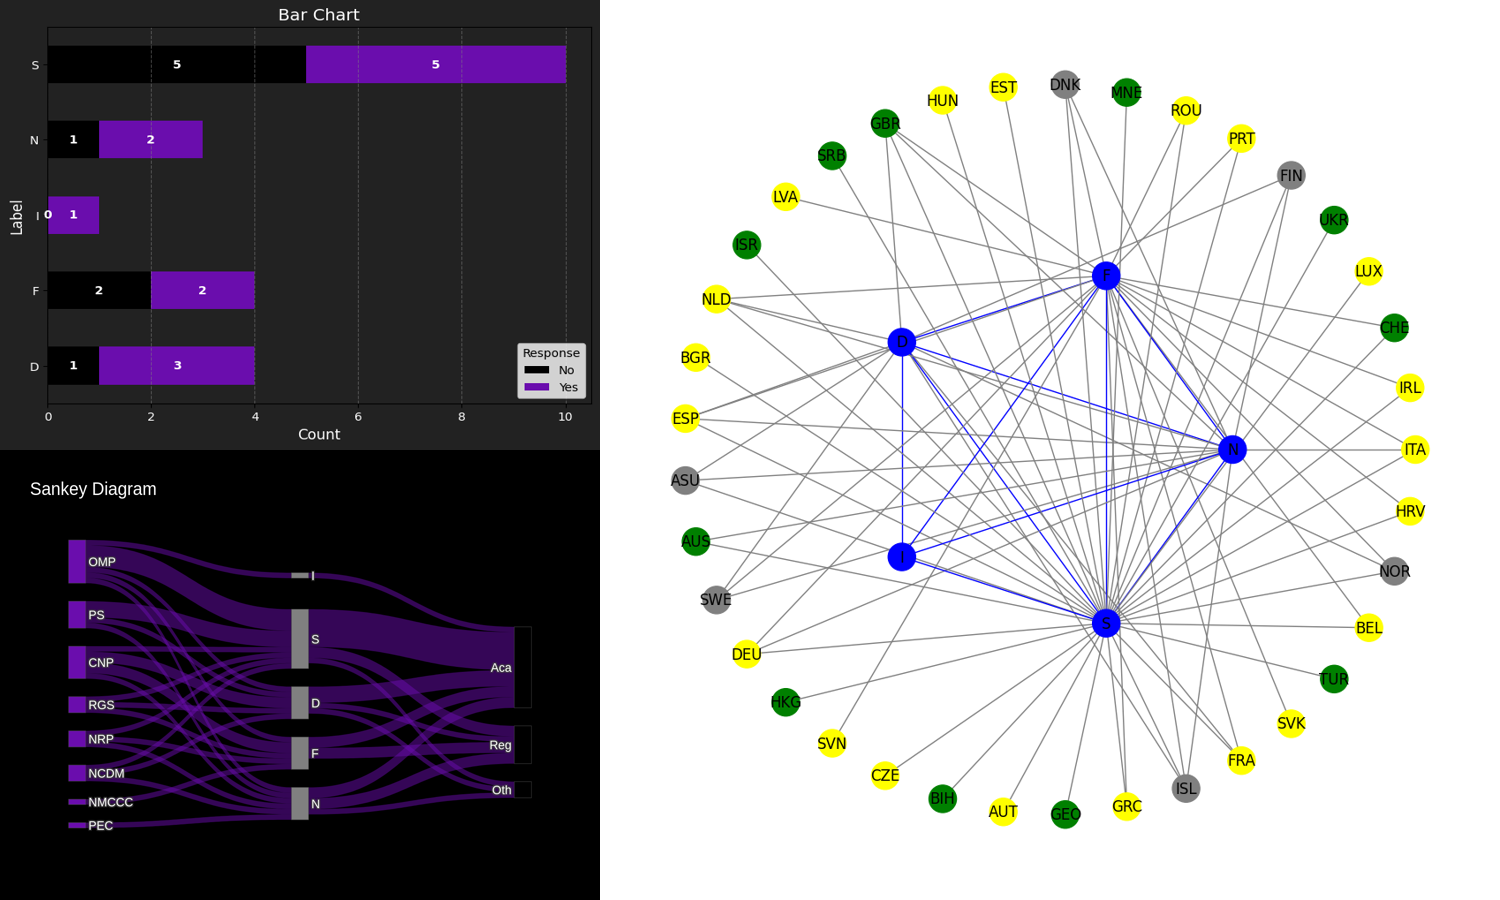 Bar Chart
S
5
5
N
1
2
I
0
1
F
2
2
D
1
3
Label
Response
No
Yes
0
2
4
6
8
10
Count
Sankey Diagram
OMP
PS
CNP
RGS
NRP
NCDM
NMCCC
PEC
I
S
D
F
N
Aca
Reg
Oth
DNK
MNE
EST
HUN
ROU
GBR
PRT
SRB
FIN
LVA
UKR
ISR
LUX
F
NLD
CHE
D
BGR
IRL
ESP
N
ITA
ASU
HRV
AUS
I
NOR
SWE
S
BEL
DEU
TUR
HKG
SVK
SVN
FRA
CZE
ISL
BIH
GRC
AUT
GEO